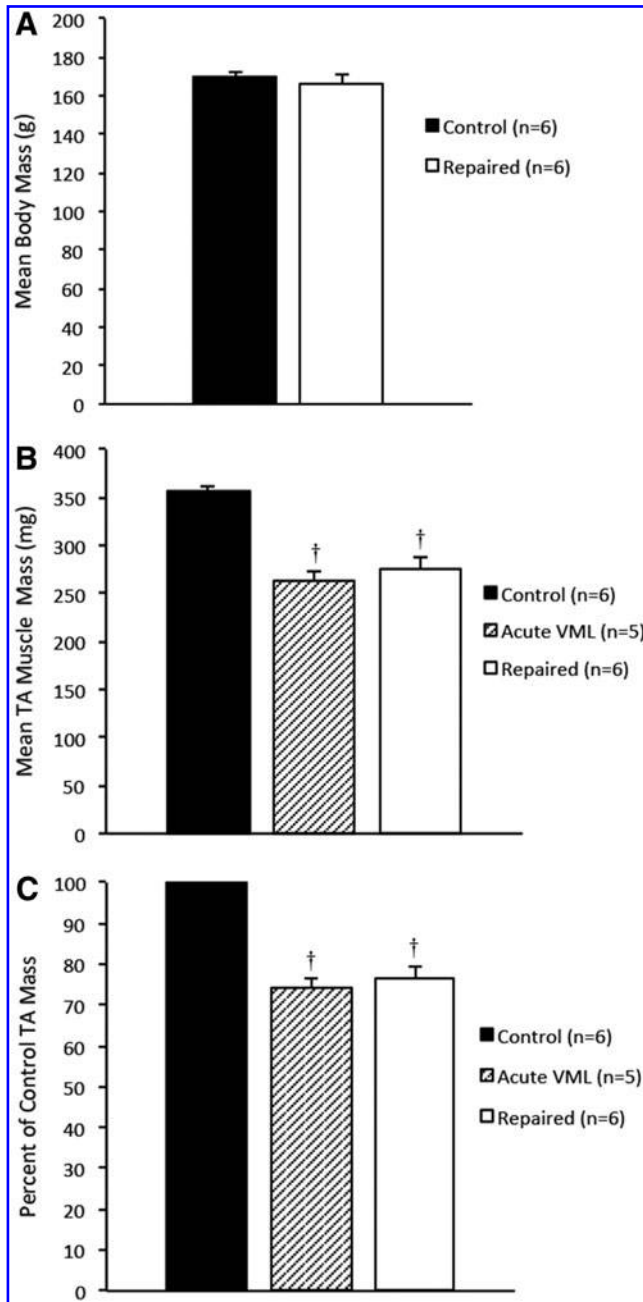 A
Mean Body Mass (g)
200
180
160
140
120
100
80
60
40
20
0
Control (n=6)
Repaired (n=6)
B
Mean TA Muscle Mass (mg)
400
350
300
250
200
150
100
50
0
†
†
Control (n=6)
Acute VML (n=5)
Repaired (n=6)
C
Percent of Control TA Mass
100
90
80
70
60
50
40
30
20
10
0
†
†
Control (n=6)
Acute VML (n=5)
Repaired (n=6)